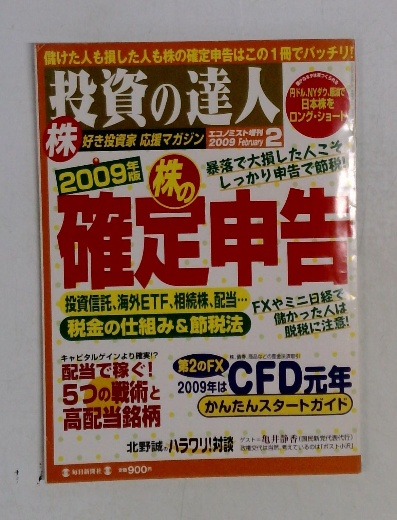 儲けた人も損した人も株の確定申告はこの1冊でバッチリ!
投資の達人
円ドル、NYダウ、原油で
日本株を
ロング・ショート
株
好き投資家 応援マガジン
エコノミスト増刊
2009 February 2
2009年版
株の
暴落で大損した人こそ
しっかり申告で節税!
確定申告
投資信託、海外ETF、相続株、配当…
税金の仕組み&節税法
FXやミニ日経で
儲かった人は
脱税に注意!
キャピタルゲインより確実!?
配当で稼ぐ!
5つの戦術と
高配当銘柄
第2のFX
2009年はCFD元年
かんたんスタートガイド
北野誠のハラワリ!対談
ゲスト=亀井静香(国民新党代表代行)
毎日新聞社
定価900円